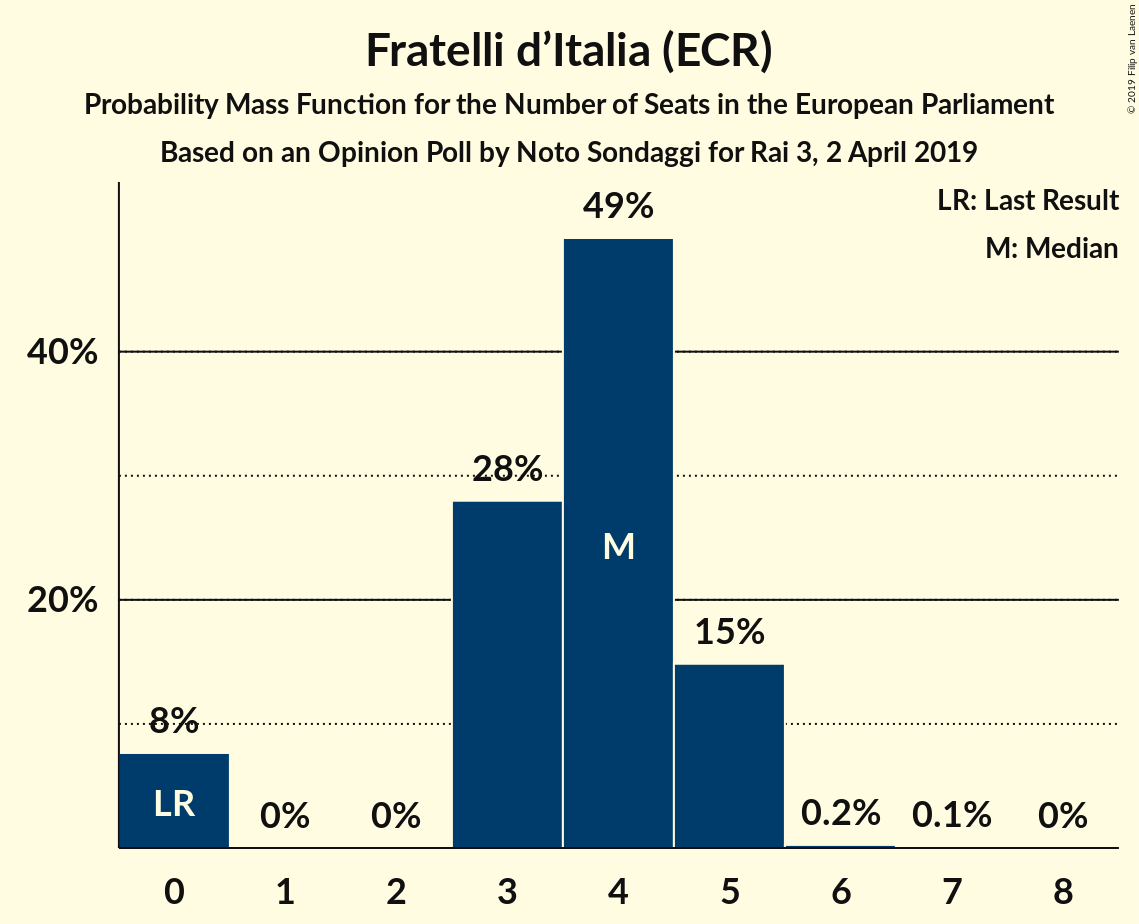 Fratelli d’Italia (ECR)
Probability Mass Function for the Number of Seats in the European Parliament
Based on an Opinion Poll by Noto Sondaggi for Rai 3, 2 April 2019
© 2019 Filip van Laenen
LR: Last Result
M: Median
49%
40%
28%
M
20%
15%
8%
LR
0%
0%
0.2%
0.1%
0%
0
1
2
3
4
5
6
7
8